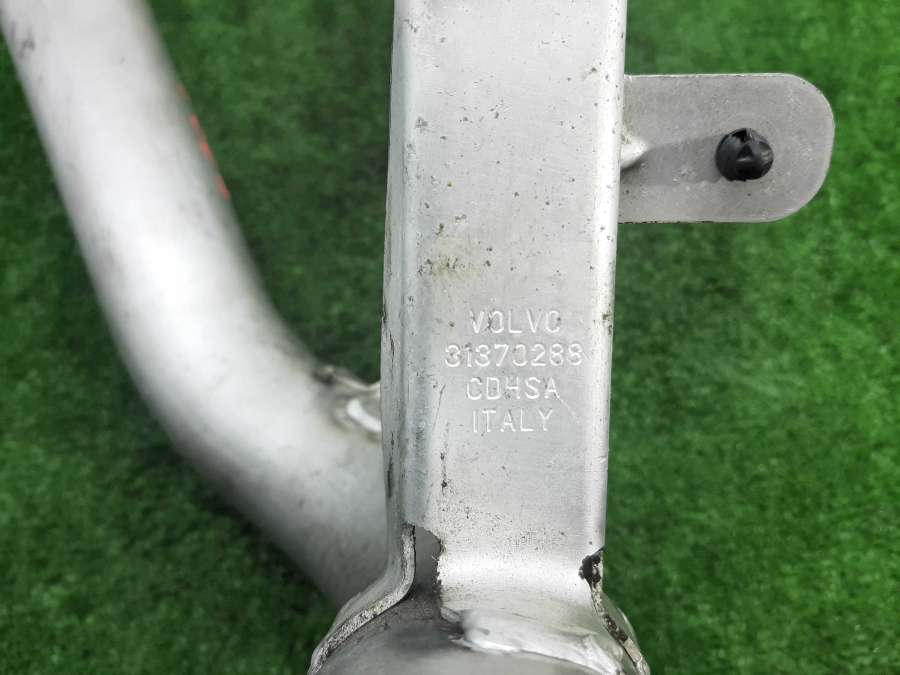 VOLVO
31370288
CDHSA
ITALY